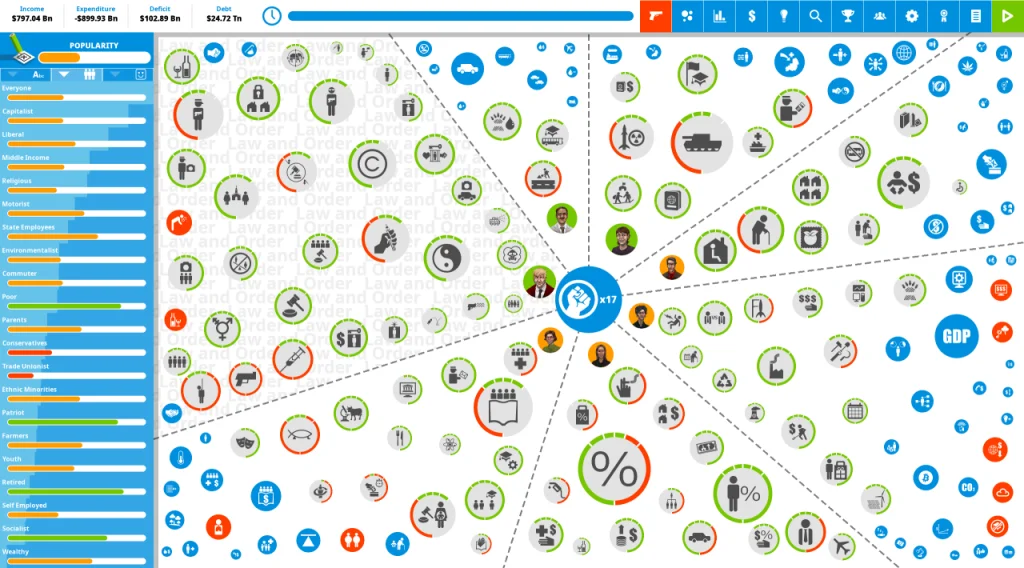 Income Expenditure Deficit Debt
$797.04 Bn -$899.93 Bn $102.89 Bn $24.72 Tn
POPULARITY
Everyone
Capitalist
Liberal
Middle Income
Religious
Motorist
State Employees
Environmentalist
Commuter
Poor
Parents
Conservatives
Trade Unionist
Ethnic Minorities
Patriot
Farmers
Youth
Retired
Self Employed
Socialist
Wealthy
Law and Order Law and Order Law and Order
x17
GDP
$$$
%
%
$%
CO₂